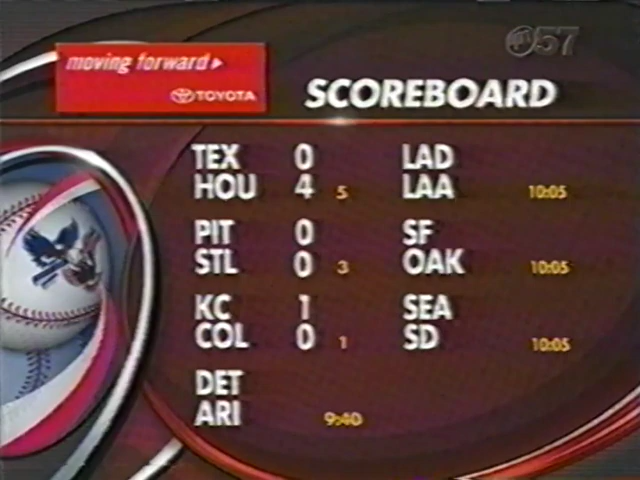 UPN 57
moving forward
TOYOTA
SCOREBOARD
TEX 0
HOU 4 5
PIT 0
STL 0 3
KC 1
COL 0 1
DET
ARI 9:40
LAD
LAA 10:05
SF
OAK 10:05
SEA
SD 10:05